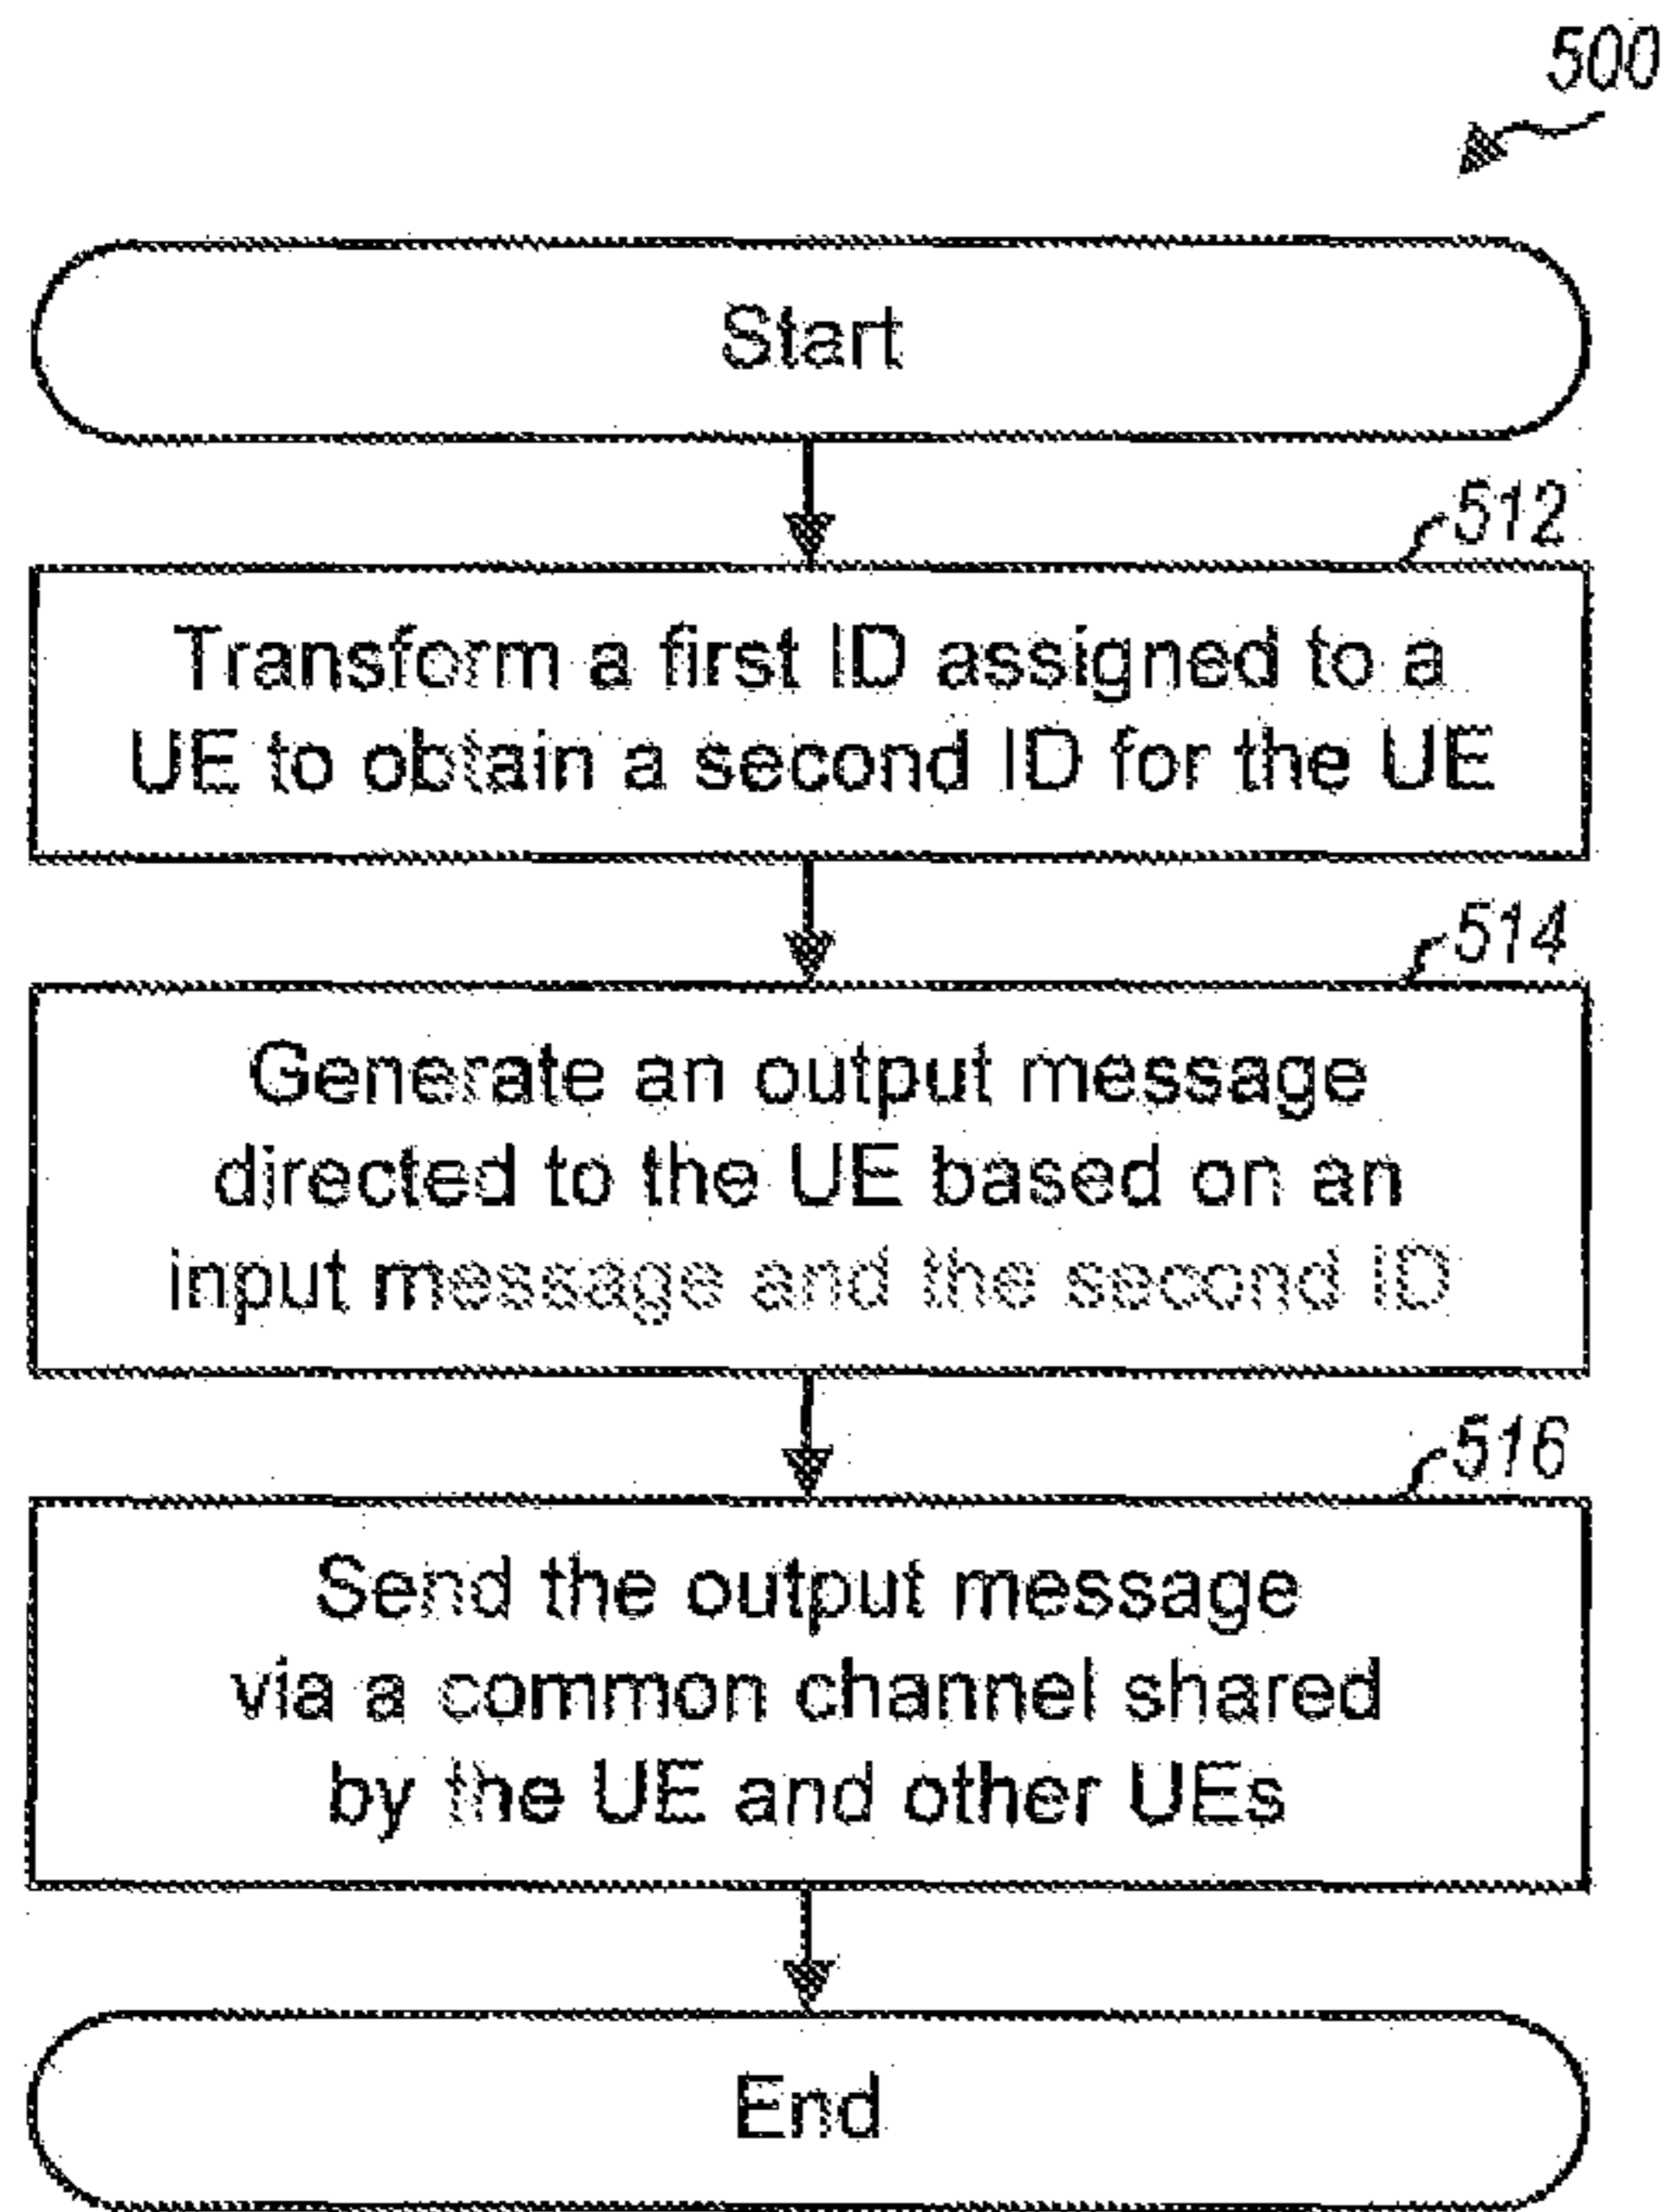 500
Start
512
Transform a first ID assigned to a
UE to obtain a second ID for the UE
514
Generate an output message
directed to the UE based on an
input message and the second ID
516
Send the output message
via a common channel shared
by the UE and other UEs
End